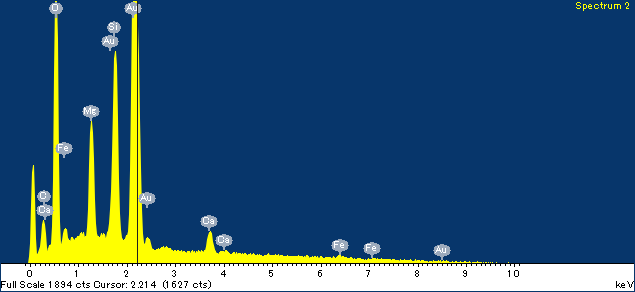 Spectrum 2
O
Au
Si
Au
Mg
Fe
C
Ca
Au
Ca
Ca
Fe
Fe
Au
0 1 2 3 4 5 6 7 8 9 10
Full Scale 1894 cts Cursor: 2.214 (1627 cts) keV